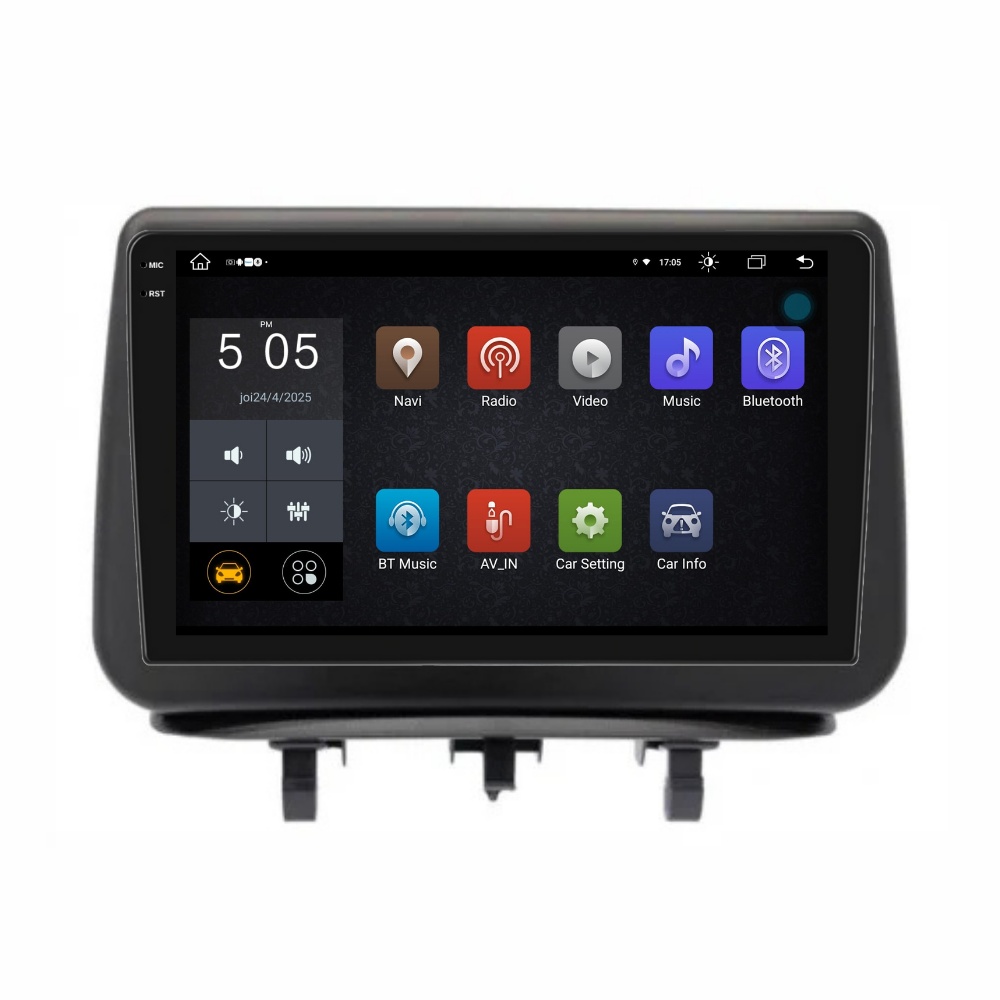 MIC
RST
17:05
PM
5 05
joi24/4/2025
Navi
Radio
Video
Music
Bluetooth
BT Music
AV_IN
Car Setting
Car Info